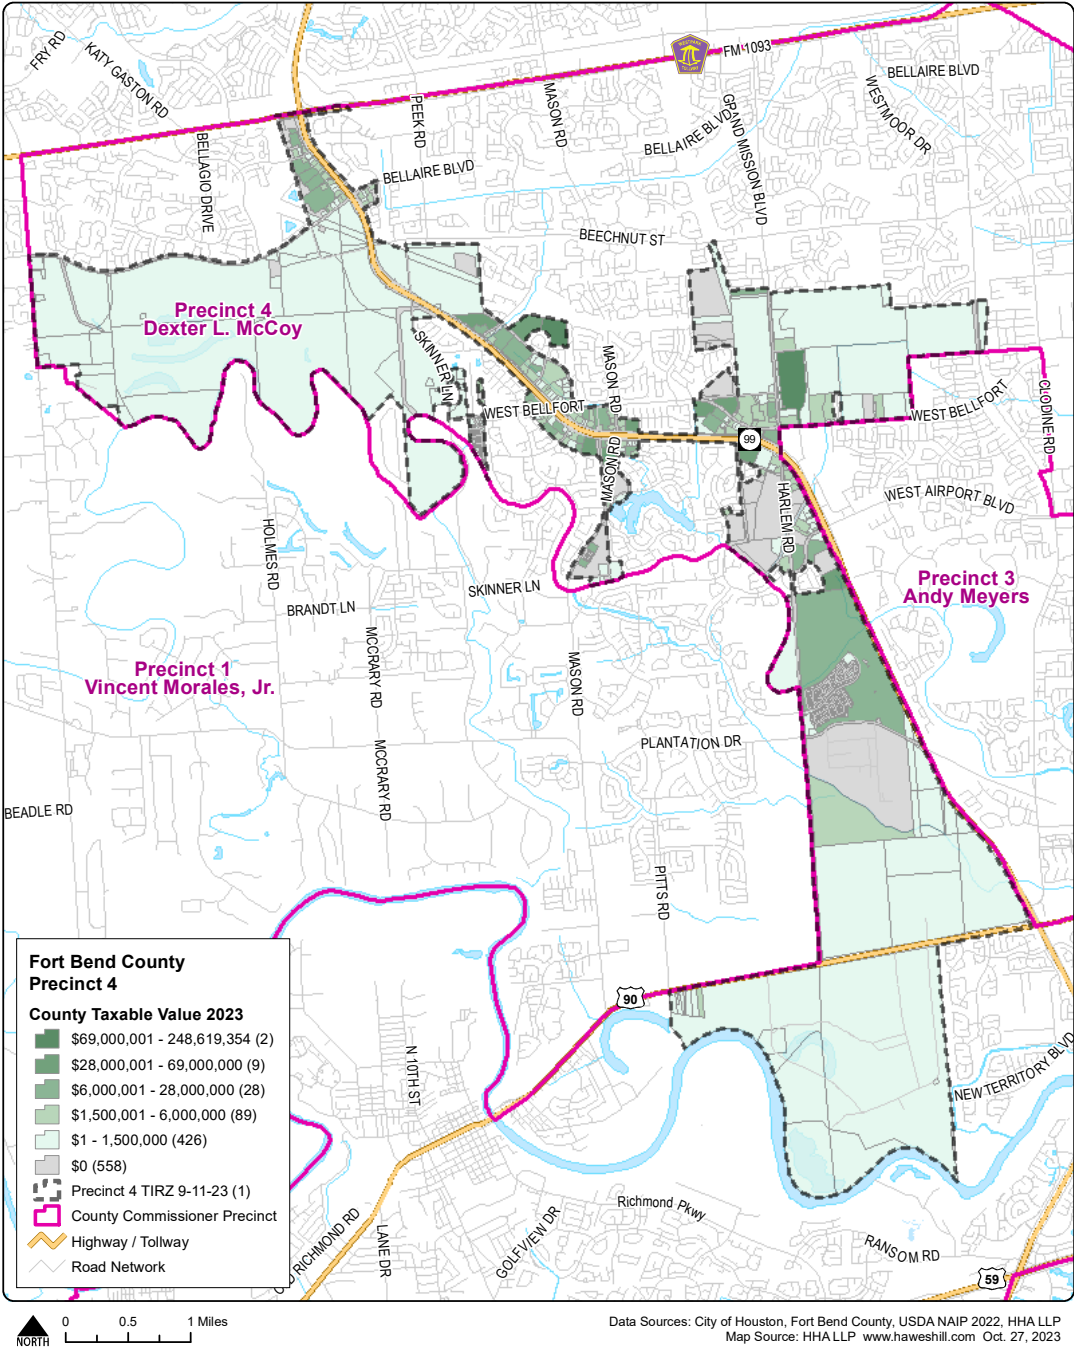 FRY RD
KATY GASTON RD
WESTPARK
TOLLWAY
FM 1093
BELLAIRE BLVD
WESTMOOR DR
PEEK RD
MASON RD
GRAND MISSION BLVD
BELLAIRE BLVD
BELLAGIO DRIVE
BELLAIRE BLVD
BEECHNUT ST
Precinct 4
Dexter L. McCoy
SKINNER LN
MASON RD
WEST BELLFORT
WEST BELLFORT
CLODINE RD
99
W MASON RD
HARLEM RD
WEST AIRPORT BLVD
HOLMES RD
SKINNER LN
BRANDT LN
Precinct 3
Andy Meyers
MCCRARY RD
MASON RD
Precinct 1
Vincent Morales, Jr.
PLANTATION DR
MCCRARY RD
BEADLE RD
PITTS RD
90
N 10TH ST
NEW TERRITORY BLVD
Richmond Pkwy
RICHMOND RD
LANE DR
GOLFVIEW DR
RANSOM RD
59
Fort Bend County
Precinct 4
County Taxable Value 2023
$69,000,001 - 248,619,354 (2)
$28,000,001 - 69,000,000 (9)
$6,000,001 - 28,000,000 (28)
$1,500,001 - 6,000,000 (89)
$1 - 1,500,000 (426)
$0 (558)
Precinct 4 TIRZ 9-11-23 (1)
County Commissioner Precinct
Highway / Tollway
Road Network
NORTH
0 0.5 1 Miles
Data Sources: City of Houston, Fort Bend County, USDA NAIP 2022, HHA LLP
Map Source: HHA LLP www.haweshill.com Oct. 27, 2023